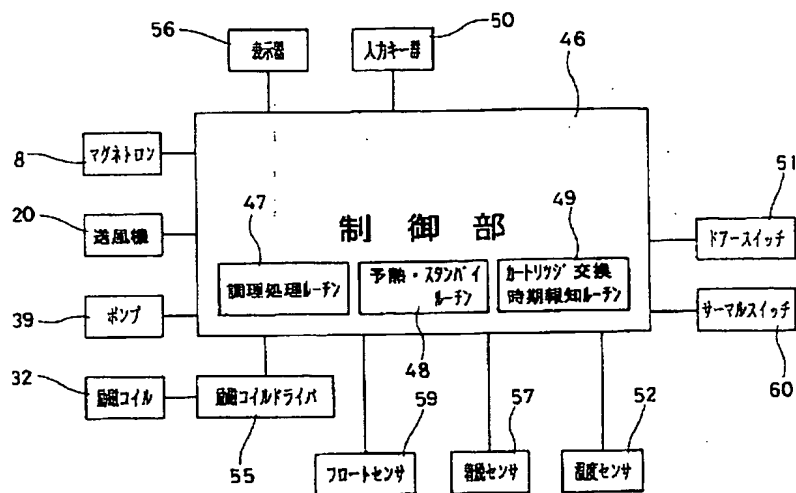 56
50
表示器
入力キー器
46
8
マグネトロン
51
20
47
49
送風機
制御部
ドアースイッチ
調理処理ルーチン
予熱・スタンバイ
ルーチン
カートリッジ交換
時期報知ルーチン
39
ポンプ
サーマルスイッチ
48
60
32
励磁コイル
励磁コイルドライバ
59
57
52
55
フロートセンサ
着脱センサ
温度センサ